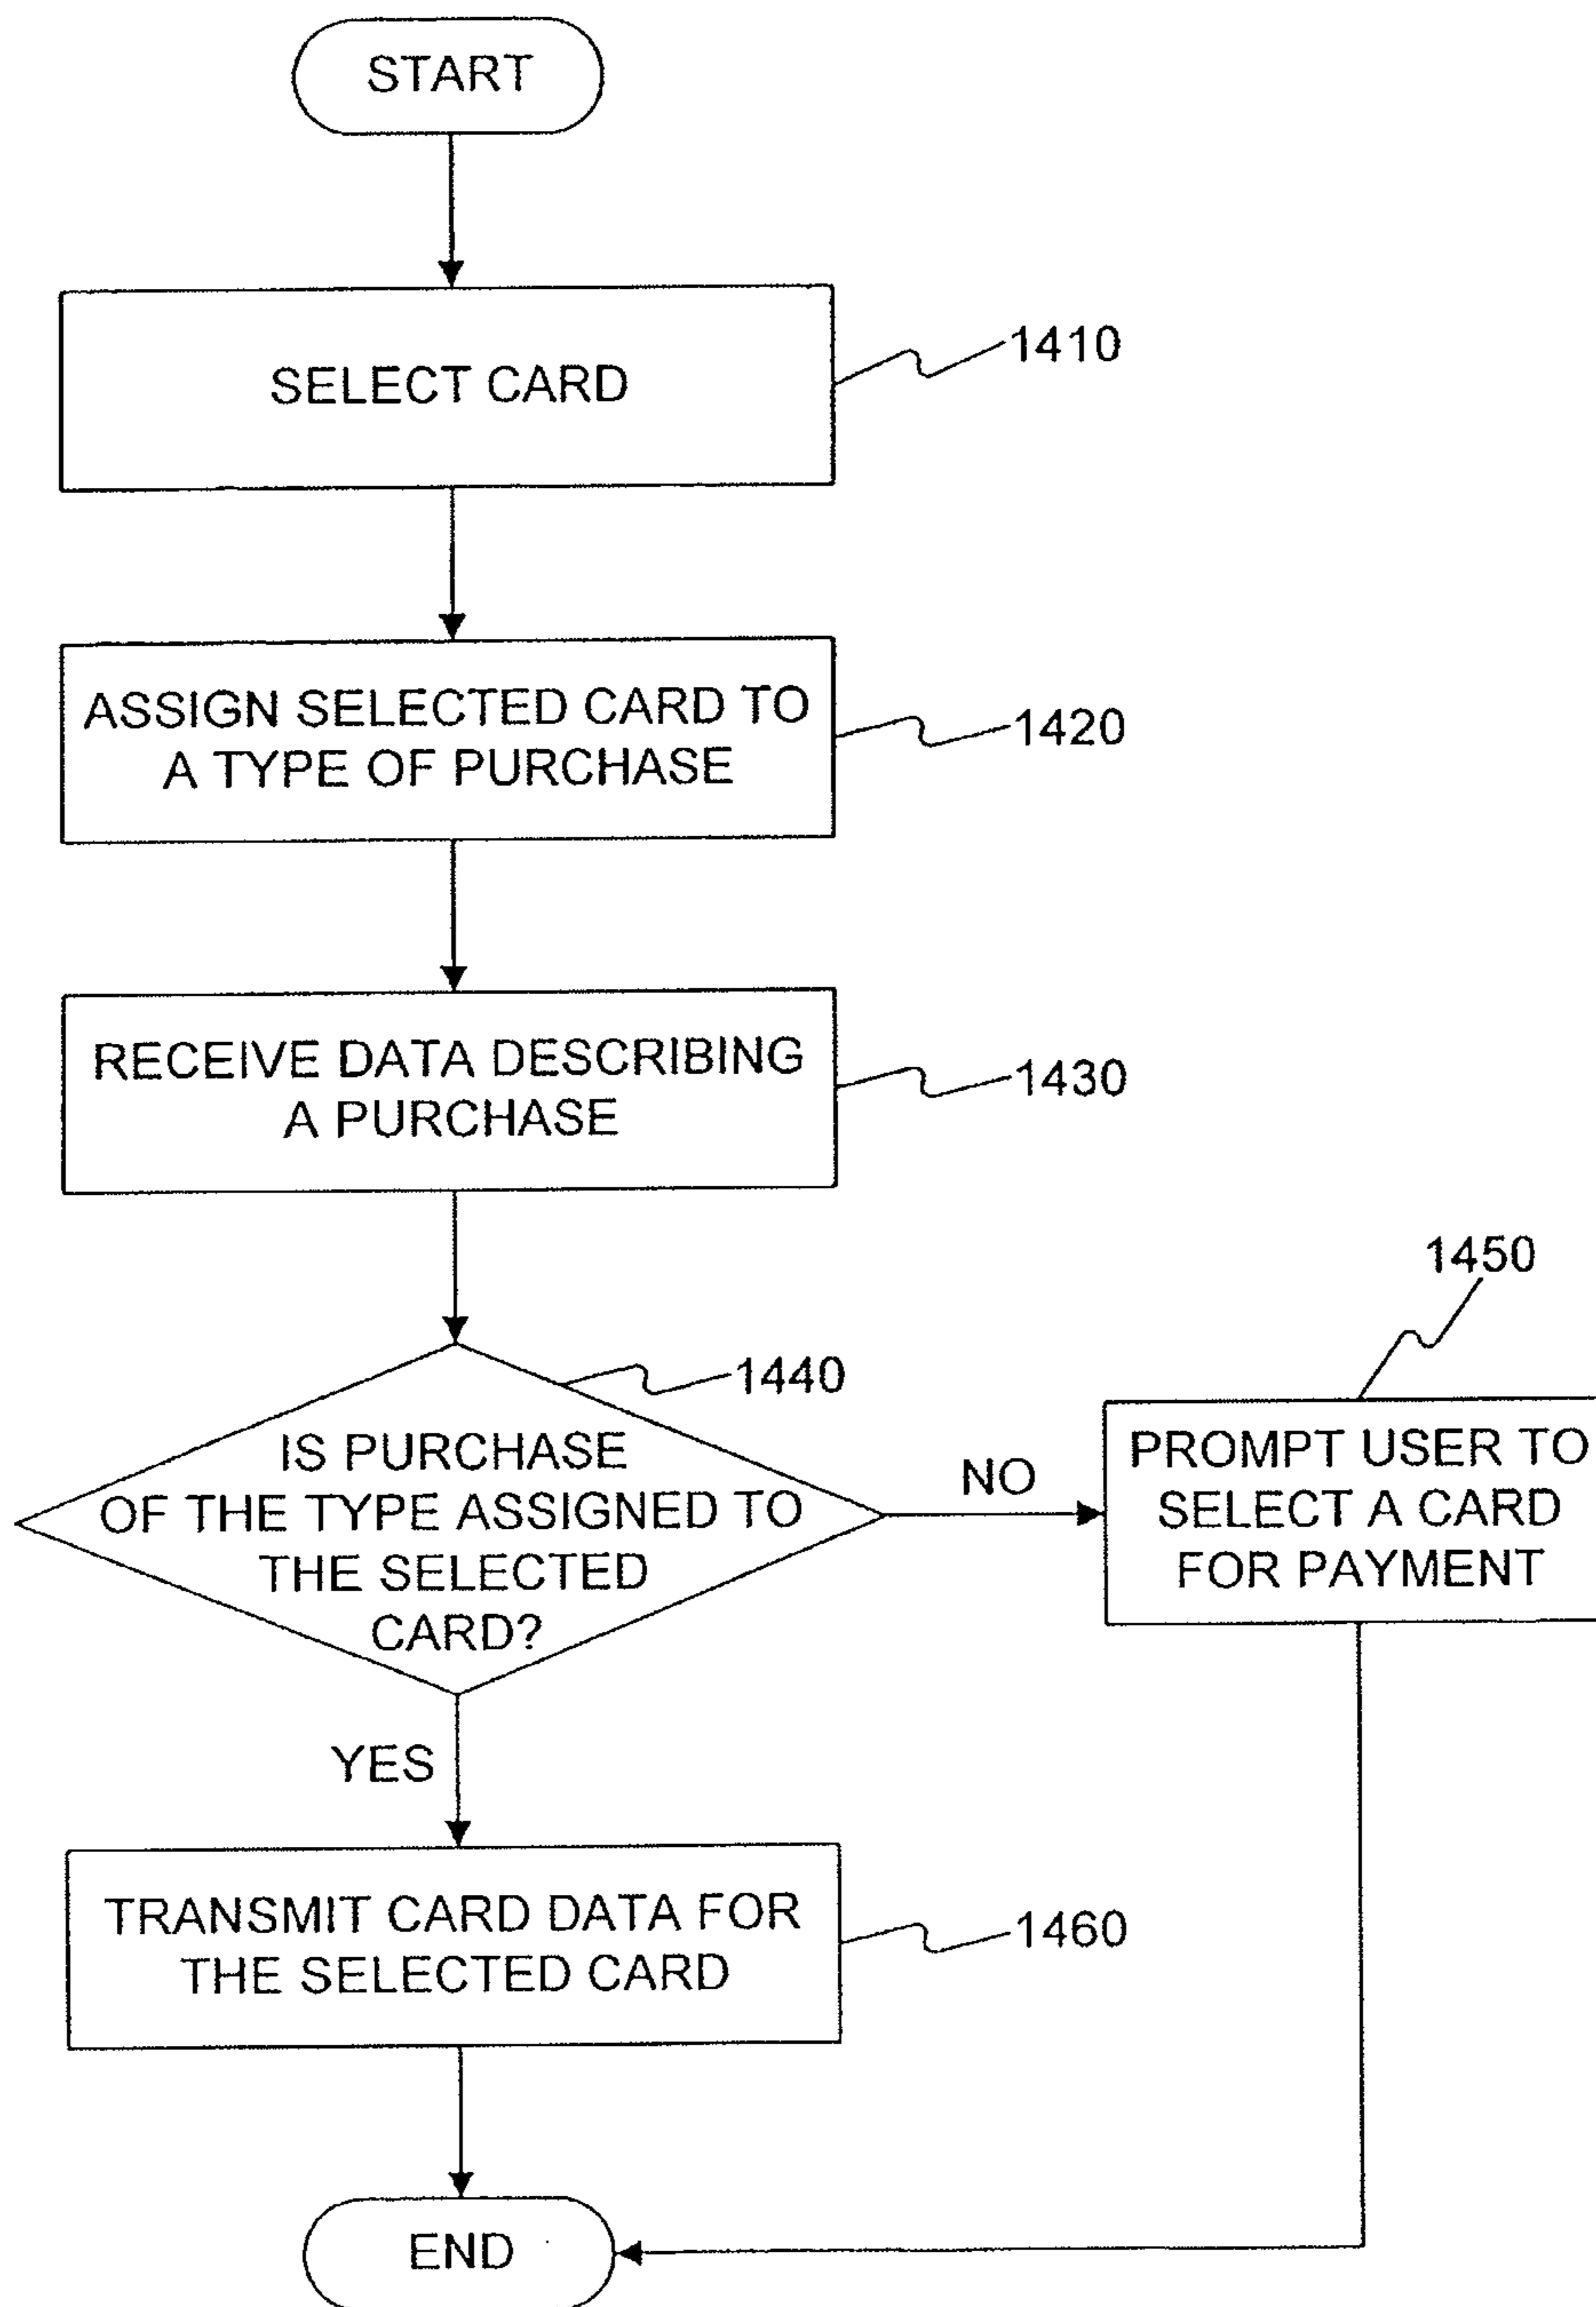 START
SELECT CARD
1410
ASSIGN SELECTED CARD TO
A TYPE OF PURCHASE
1420
RECEIVE DATA DESCRIBING
A PURCHASE
1430
IS PURCHASE
OF THE TYPE ASSIGNED TO
THE SELECTED
CARD?
1440
NO
1450
PROMPT USER TO
SELECT A CARD
FOR PAYMENT
YES
TRANSMIT CARD DATA FOR
THE SELECTED CARD
1460
END